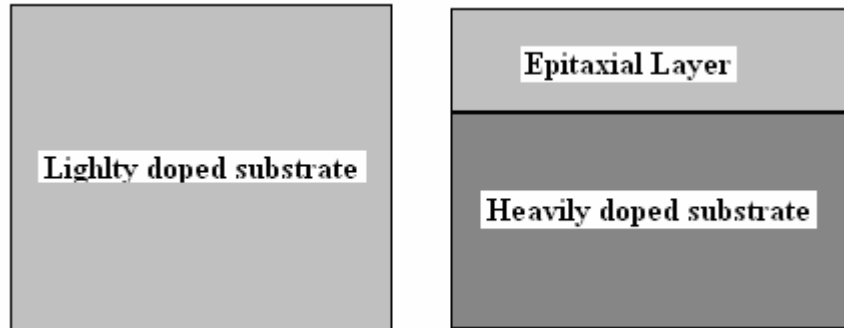 Lighlty doped substrate
Epitaxial Layer
Heavily doped substrate